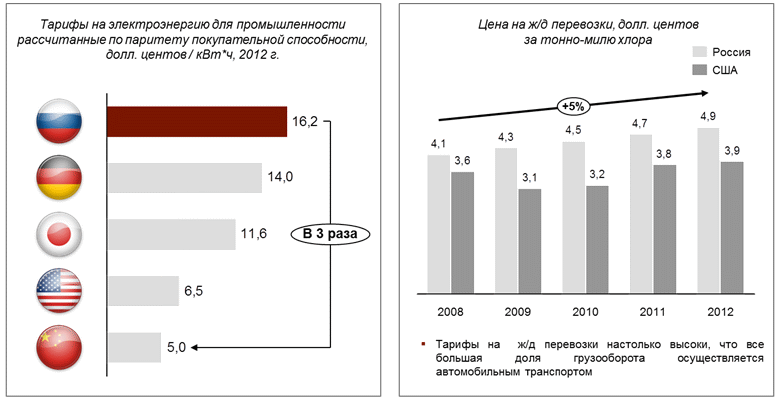 Тарифы на электроэнергию для промышленности
рассчитанные по паритету покупательной способности,
долл. центов / кВт*ч, 2012 г.
16,2
14,0
11,6
В 3 раза
6,5
5,0
Цена на ж/д перевозки, долл. центов
за тонно-милю хлора
Россия
США
+5%
4,1
3,6
4,3
3,1
4,5
3,2
4,7
3,8
4,9
3,9
2008
2009
2010
2011
2012
Тарифы на ж/д перевозки настолько высоки, что все
большая доля грузооборота осуществляется
автомобильным транспортом